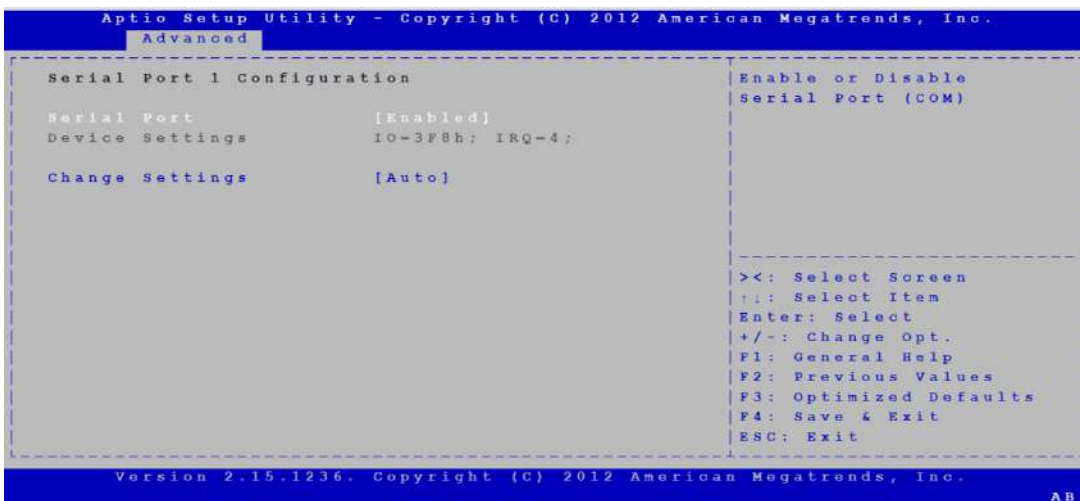 Aptio Setup Utility - Copyright (C) 2012 American Megatrends, Inc.
Advanced
Serial Port 1 Configuration
Serial Port [Enabled]
Device Settings IO=3F8h; IRQ=4;
Change Settings [Auto]
Enable or Disable
Serial Port (COM)
><: Select Screen
↑↓: Select Item
Enter: Select
+/-: Change Opt.
F1: General Help
F2: Previous Values
F3: Optimized Defaults
F4: Save & Exit
ESC: Exit
Version 2.15.1236. Copyright (C) 2012 American Megatrends, Inc.
AB